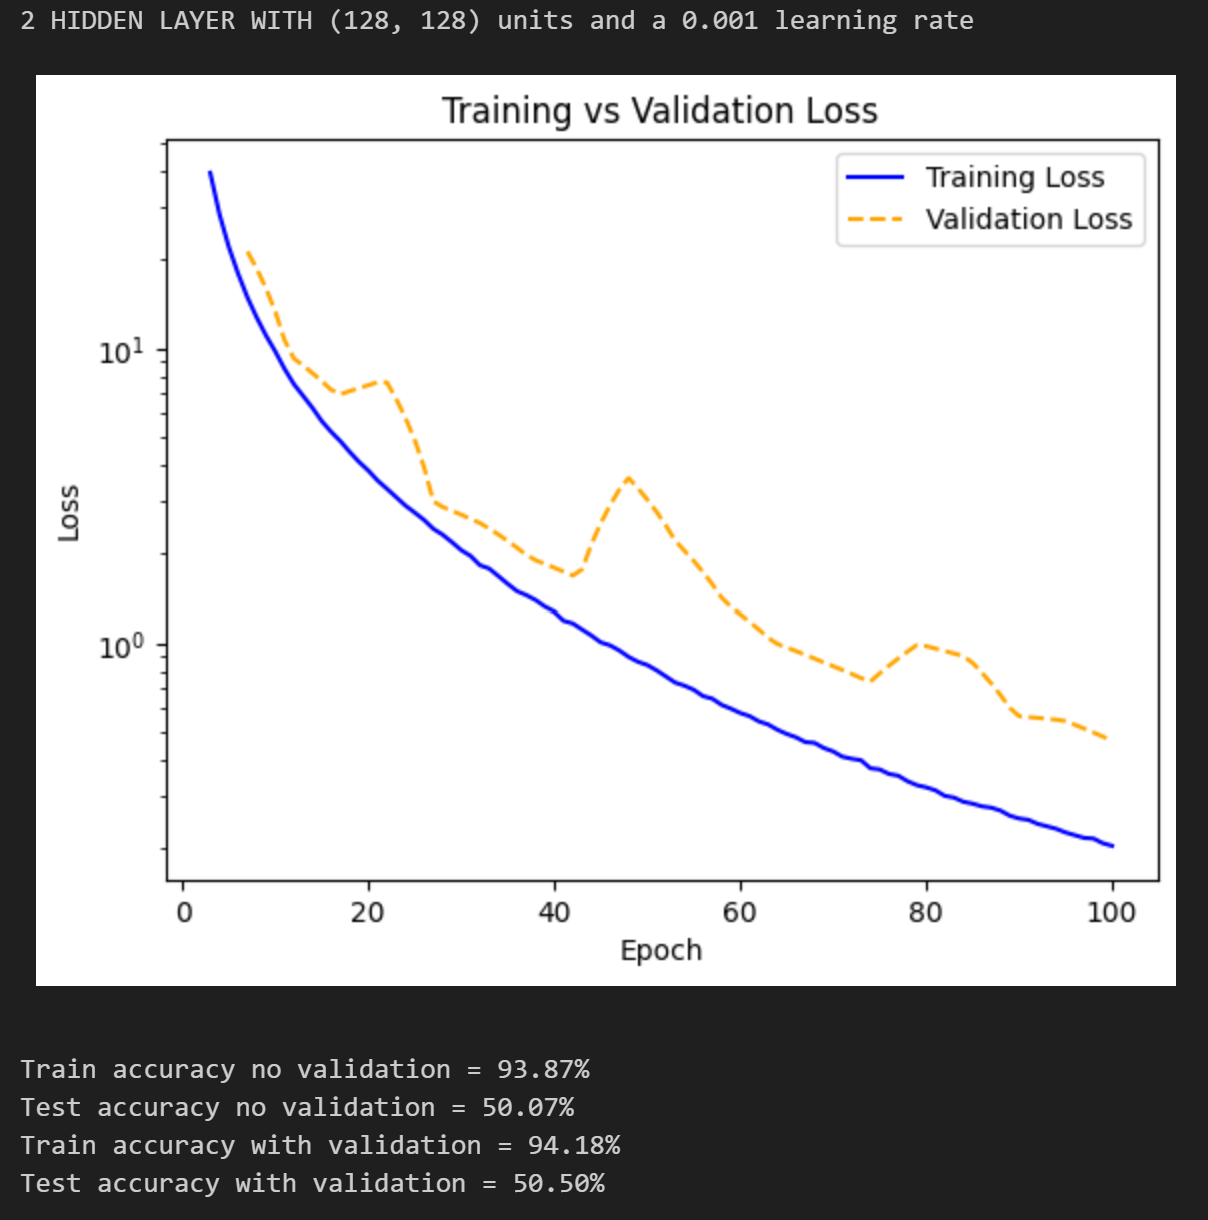 2 HIDDEN LAYER WITH (128, 128) units and a 0.001 learning rate
Training vs Validation Loss
Training Loss
Validation Loss
10¹
10⁰
Loss
0 20 40 60 80 100
Epoch
Train accuracy no validation = 93.87%
Test accuracy no validation = 50.07%
Train accuracy with validation = 94.18%
Test accuracy with validation = 50.50%